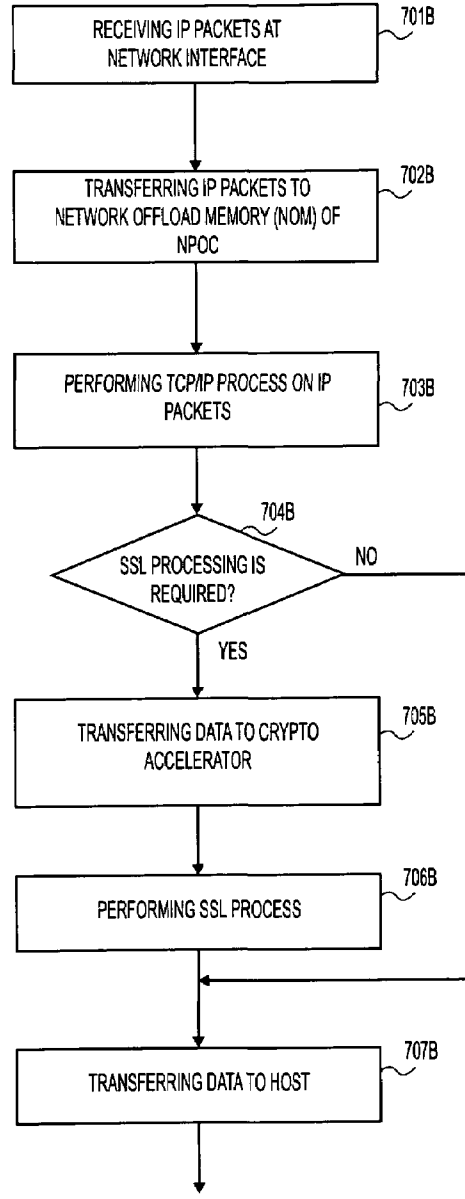 RECEIVING IP PACKETS AT
NETWORK INTERFACE
701B
TRANSFERRING IP PACKETS TO
NETWORK OFFLOAD MEMORY (NOM) OF
NPOC
702B
PERFORMING TCP/IP PROCESS ON IP
PACKETS
703B
704B
SSL PROCESSING IS
REQUIRED?
NO
YES
TRANSFERRING DATA TO CRYPTO
ACCELERATOR
705B
PERFORMING SSL PROCESS
706B
TRANSFERRING DATA TO HOST
707B